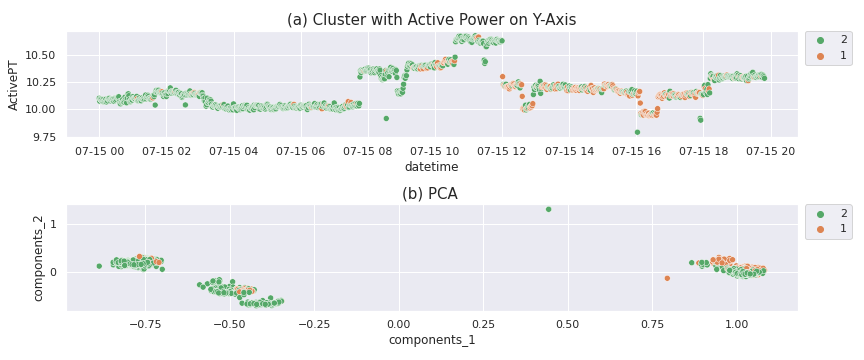 (a) Cluster with Active Power on Y-Axis
2
1
10.50
10.25
10.00
9.75
ActivePT
07-15 00 07-15 02 07-15 04 07-15 06 07-15 08 07-15 10 07-15 12 07-15 14 07-15 16 07-15 18 07-15 20
datetime
(b) PCA
2
1
1
0
components_2
−0.75 −0.50 −0.25 0.00 0.25 0.50 0.75 1.00
components_1